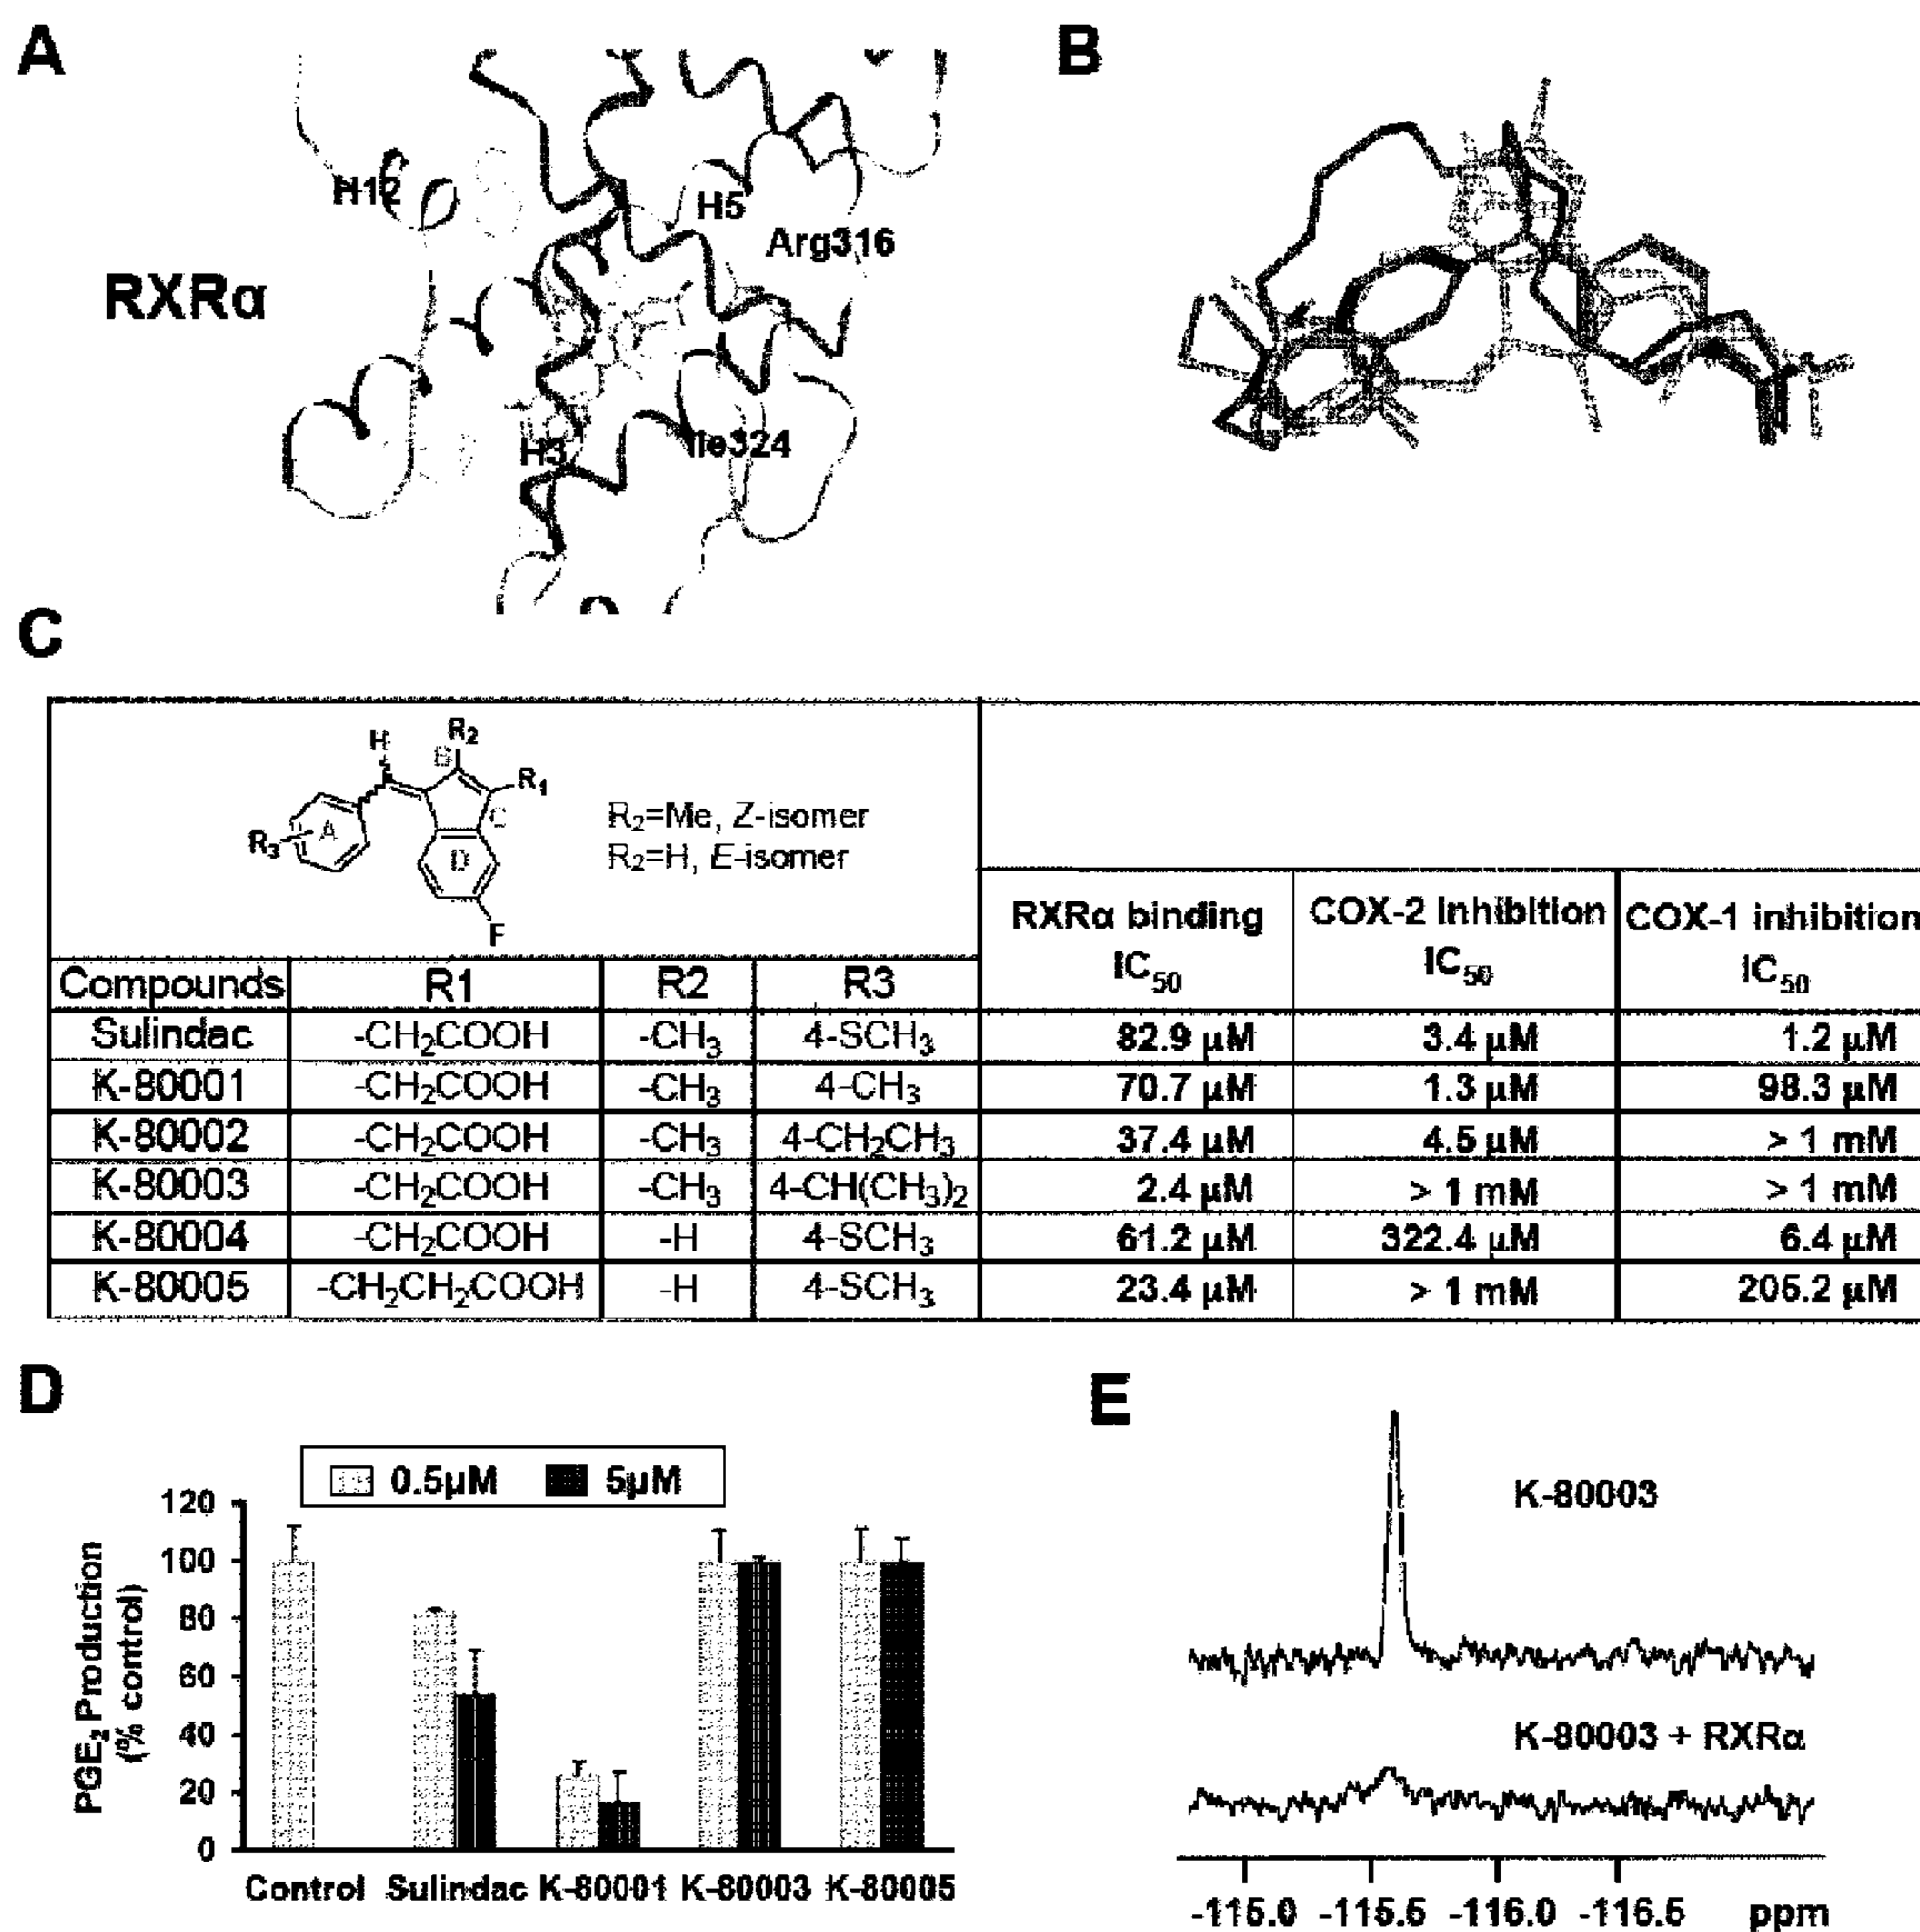 A
B
H12
H5
Arg316
RXRα
H3
Ile324
C
H
R2
B
R1
C
R3
A
D
F
R2=Me, Z-isomer
R2=H, E-isomer
RXRα binding IC50
COX-2 Inhibition IC50
COX-1 inhibition IC50
Compounds R1 R2 R3
Sulindac -CH2COOH -CH3 4-SCH3 82.9 µM 3.4 µM 1.2 µM
K-80001 -CH2COOH -CH3 4-CH3 70.7 µM 1.3 µM 98.3 µM
K-80002 -CH2COOH -CH3 4-CH2CH3 37.4 µM 4.5 µM > 1 mM
K-80003 -CH2COOH -CH3 4-CH(CH3)2 2.4 µM > 1 mM > 1 mM
K-80004 -CH2COOH -H 4-SCH3 61.2 µM 322.4 µM 6.4 µM
K-80005 -CH2CH2COOH -H 4-SCH3 23.4 µM > 1 mM 205.2 µM
D
E
0.5µM 5µM
PGE2 Production
(% control)
120
100
80
60
40
20
0
Control Sulindac K-80001 K-80003 K-80005
K-80003
K-80003 + RXRα
-115.0 -115.5 -116.0 -116.5 ppm